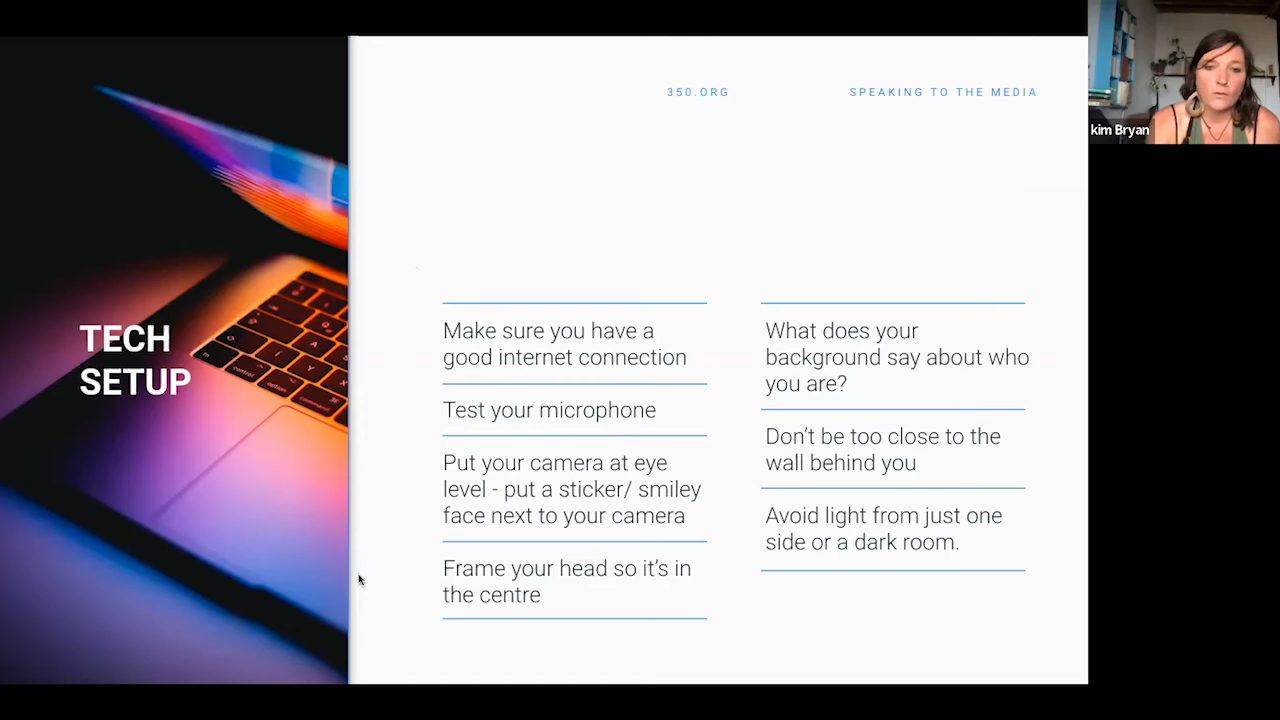 350.ORG
SPEAKING TO THE MEDIA
kim Bryan
TECH
SETUP
Make sure you have a
good internet connection
Test your microphone
Put your camera at eye
level - put a sticker/ smiley
face next to your camera
Frame your head so it’s in
the centre
What does your
background say about who
you are?
Don’t be too close to the
wall behind you
Avoid light from just one
side or a dark room.